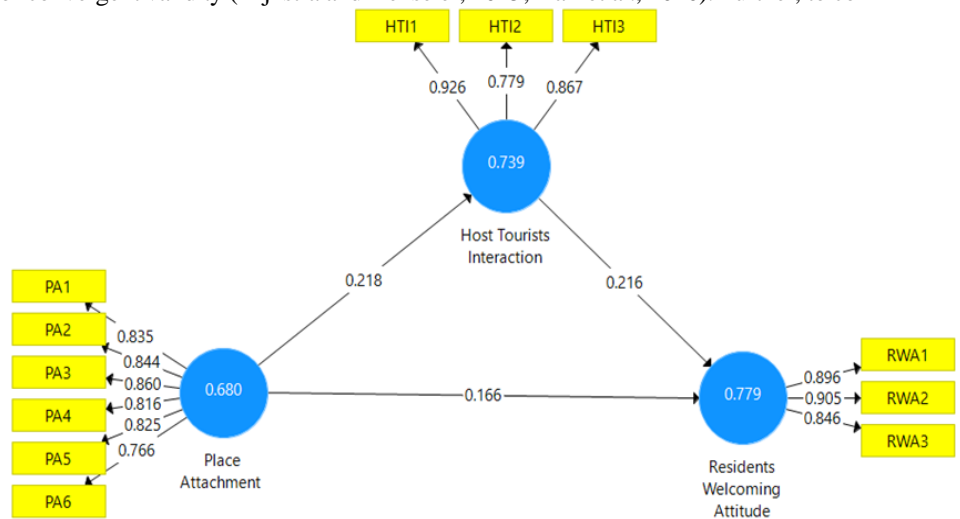 HTI1 HTI2 HTI3
0.926 0.779 0.867
0.739
Host Tourists
Interaction
0.218
0.216
PA1
PA2
PA3
PA4
PA5
PA6
0.835
0.844
0.860
0.816
0.825
0.766
0.680
Place
Attachment
0.166
0.779
Residents
Welcoming
Attitude
0.896
0.905
0.846
RWA1
RWA2
RWA3